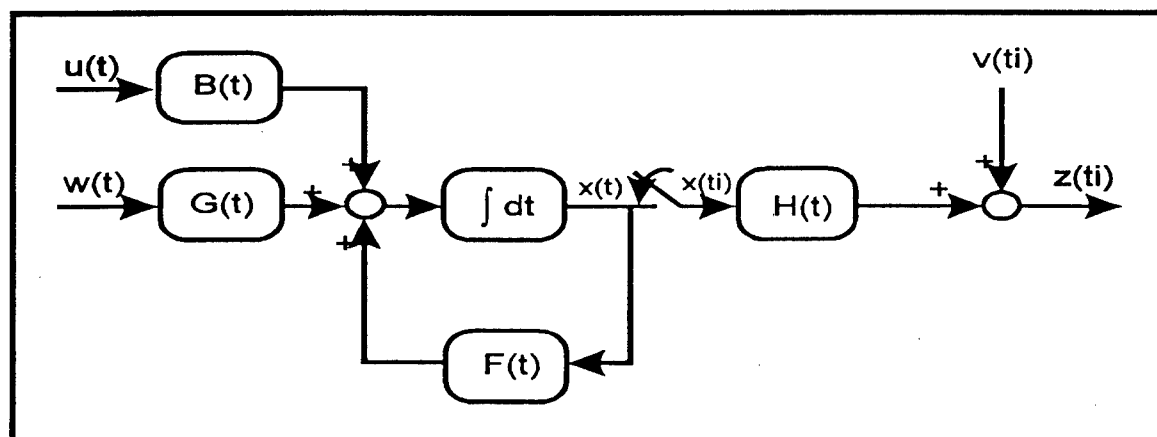 u(t)
B(t)
v(ti)
+
+
w(t)
G(t)
+
∫ dt
x(t)
x(ti)
H(t)
+
z(ti)
+
F(t)